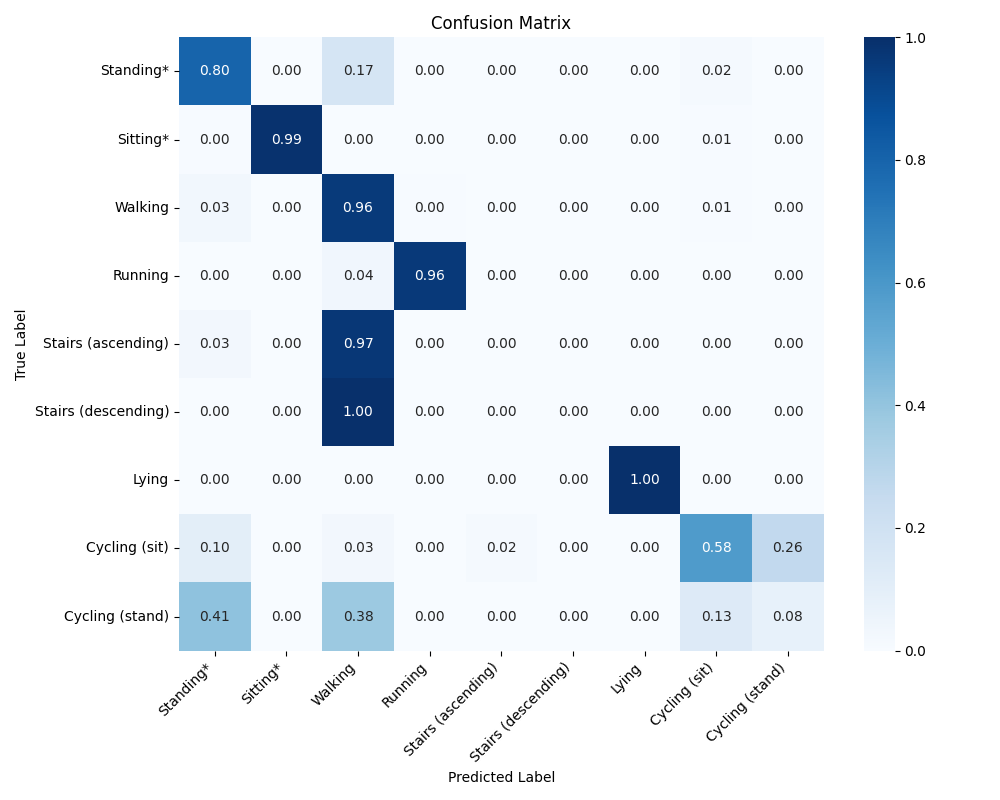 Confusion Matrix
Standing* 0.80 0.00 0.17 0.00 0.00 0.00 0.00 0.02 0.00
Sitting* 0.00 0.99 0.00 0.00 0.00 0.00 0.00 0.01 0.00
Walking 0.03 0.00 0.96 0.00 0.00 0.00 0.00 0.01 0.00
Running 0.00 0.00 0.04 0.96 0.00 0.00 0.00 0.00 0.00
Stairs (ascending) 0.03 0.00 0.97 0.00 0.00 0.00 0.00 0.00 0.00
Stairs (descending) 0.00 0.00 1.00 0.00 0.00 0.00 0.00 0.00 0.00
Lying 0.00 0.00 0.00 0.00 0.00 0.00 1.00 0.00 0.00
Cycling (sit) 0.10 0.00 0.03 0.00 0.02 0.00 0.00 0.58 0.26
Cycling (stand) 0.41 0.00 0.38 0.00 0.00 0.00 0.00 0.13 0.08
True Label
Standing*
Sitting*
Walking
Running
Stairs (ascending)
Stairs (descending)
Lying
Cycling (sit)
Cycling (stand)
Predicted Label
1.0
0.8
0.6
0.4
0.2
0.0